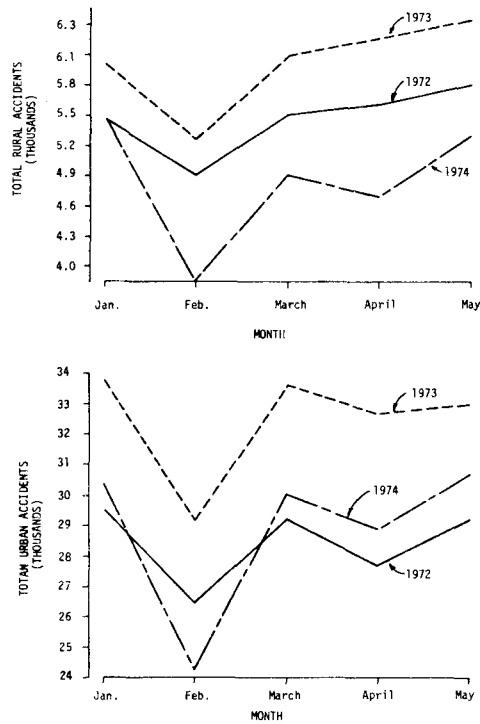 TOTAL RURAL ACCIDENTS
(THOUSANDS)
6.3
6.1
5.8
5.5
5.2
4.9
4.6
4.3
4.0
1973
1972
1974
Jan.
Feb.
March
April
May
MONTH
TOTAM URBAN ACCIDENTS
(THOUSANDS)
34
33
32
31
30
29
28
27
26
25
24
1973
1974
1972
Jan.
Feb.
March
April
May
MONTH